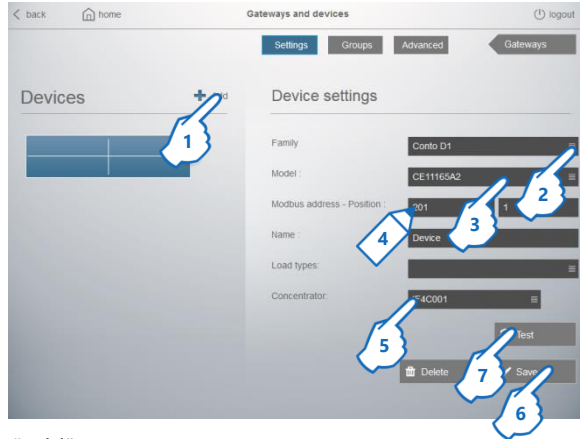 back
home
Gateways and devices
logout
Settings
Groups
Advanced
Gateways
Devices
Device settings
1
Family
Conto D1
2
Model :
CE11165A2
3
Modbus address - Position :
201
1
4
Name :
Device
Load types:
Concentrator:
5
Test
Delete
7
Save
6